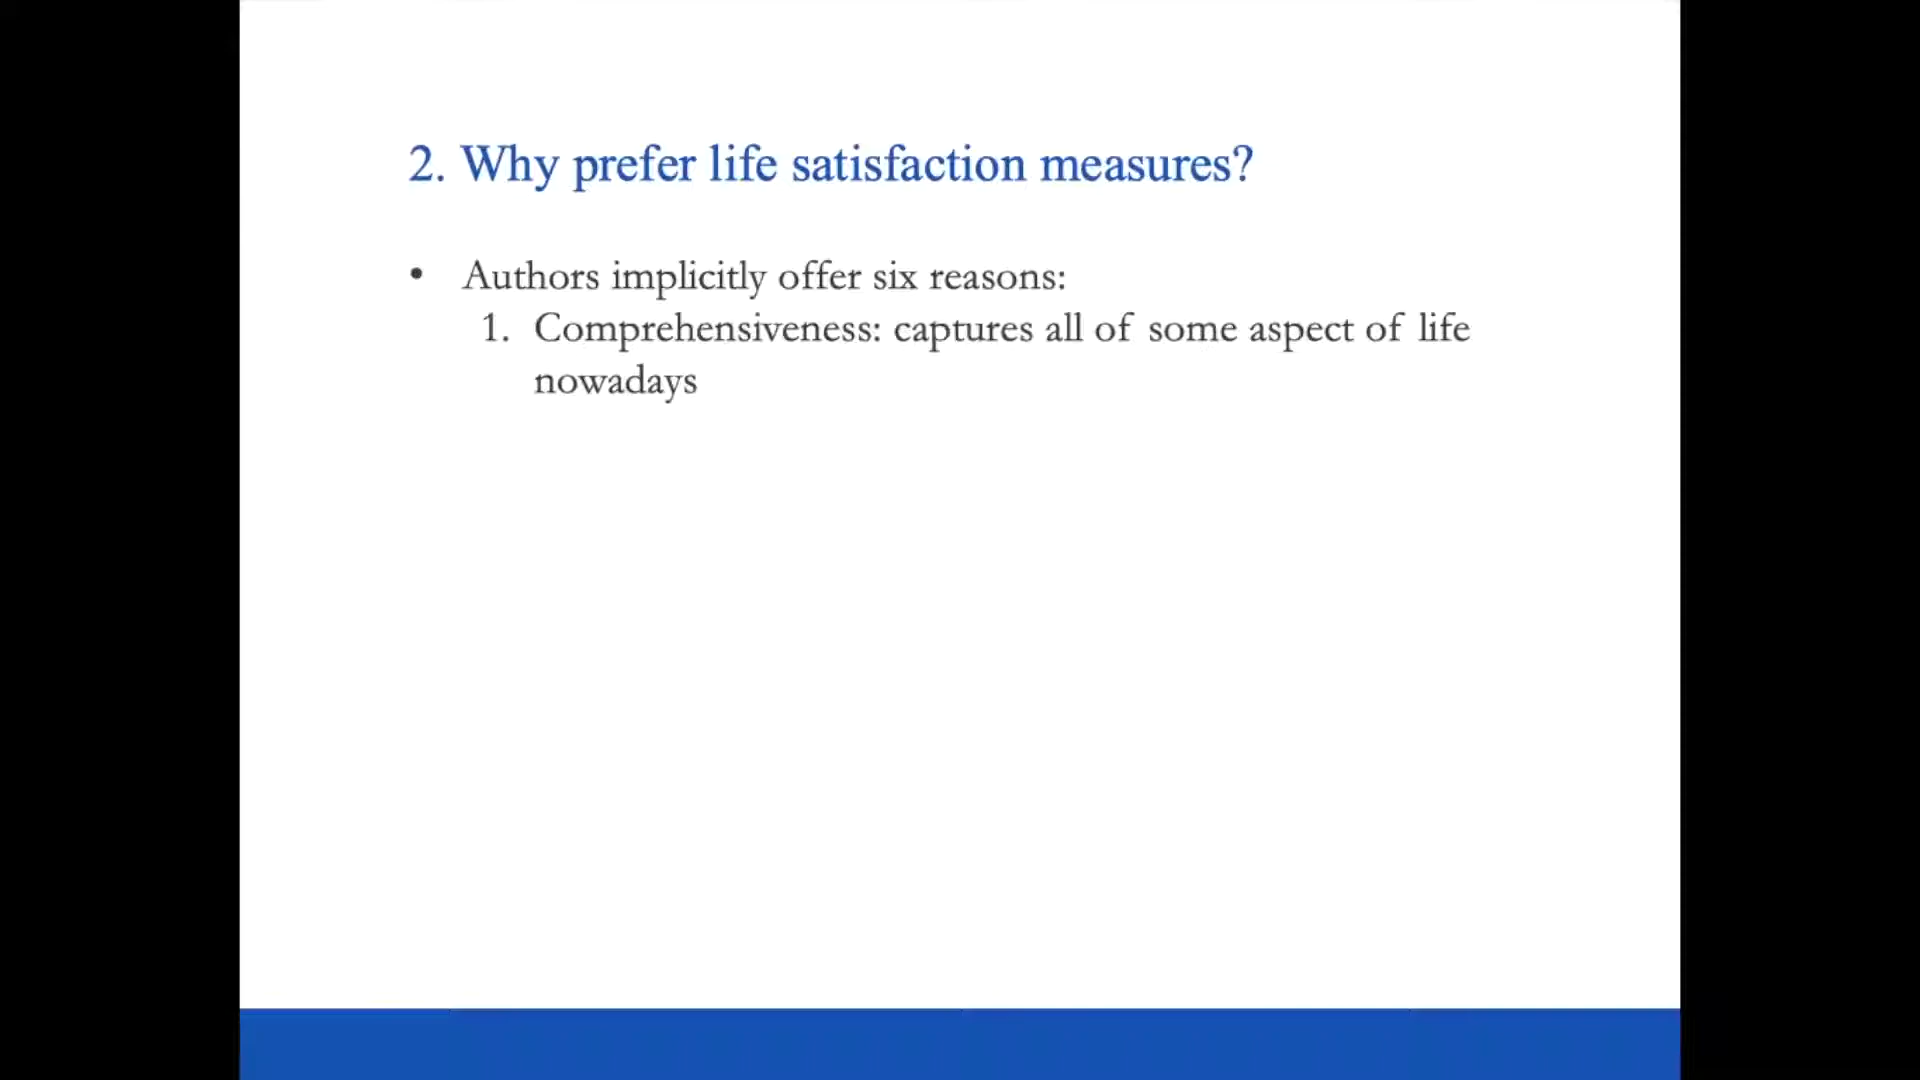 2. Why prefer life satisfaction measures?
• Authors implicitly offer six reasons:
1. Comprehensiveness: captures all of some aspect of life
nowadays